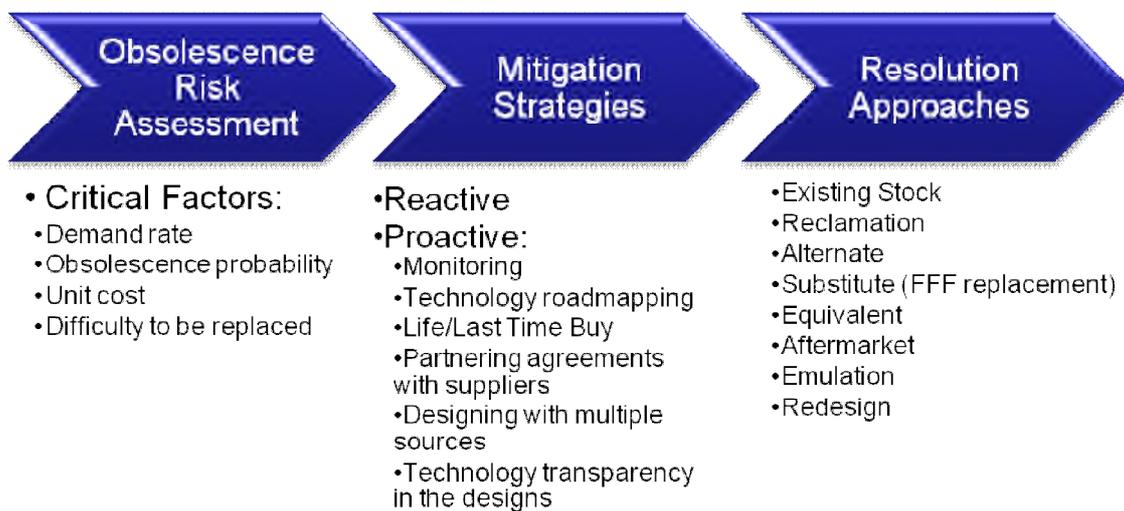 Obsolescence
Risk
Assessment
• Critical Factors:
•Demand rate
•Obsolescence probability
•Unit cost
•Difficulty to be replaced
Mitigation
Strategies
•Reactive
•Proactive:
•Monitoring
•Technology roadmapping
•Life/Last Time Buy
•Partnering agreements
with suppliers
•Designing with multiple
sources
•Technology transparency
in the designs
Resolution
Approaches
•Existing Stock
•Reclamation
•Alternate
•Substitute (FFF replacement)
•Equivalent
•Aftermarket
•Emulation
•Redesign